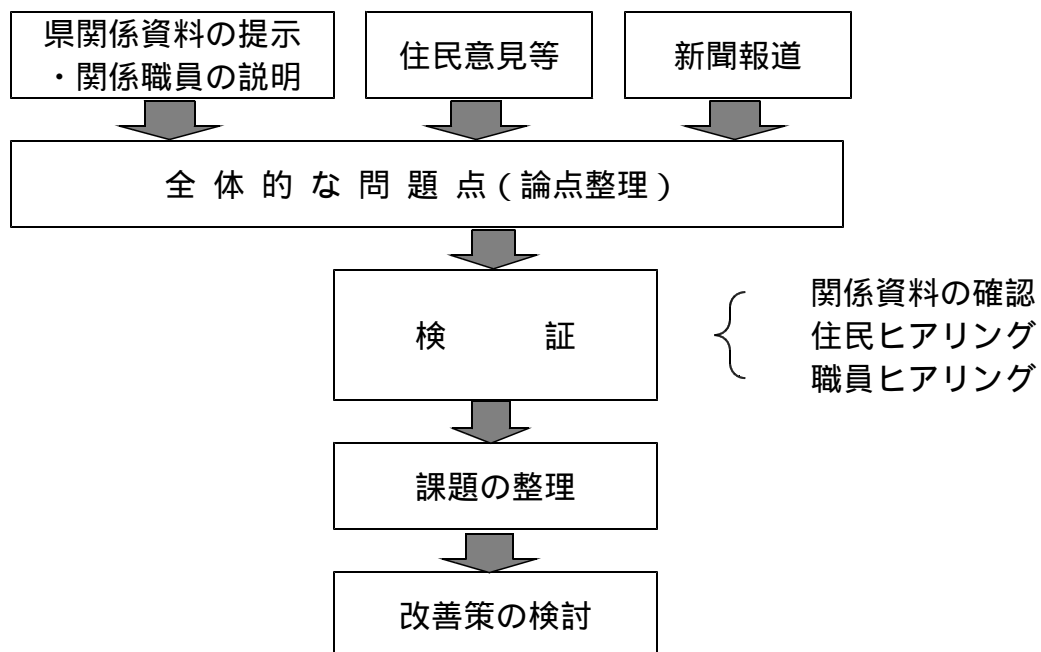 県関係資料の提示
・関係職員の説明
住民意見等
新聞報道
全体的な問題点(論点整理)
検 証
関係資料の確認
住民ヒアリング
職員ヒアリング
課題の整理
改善策の検討